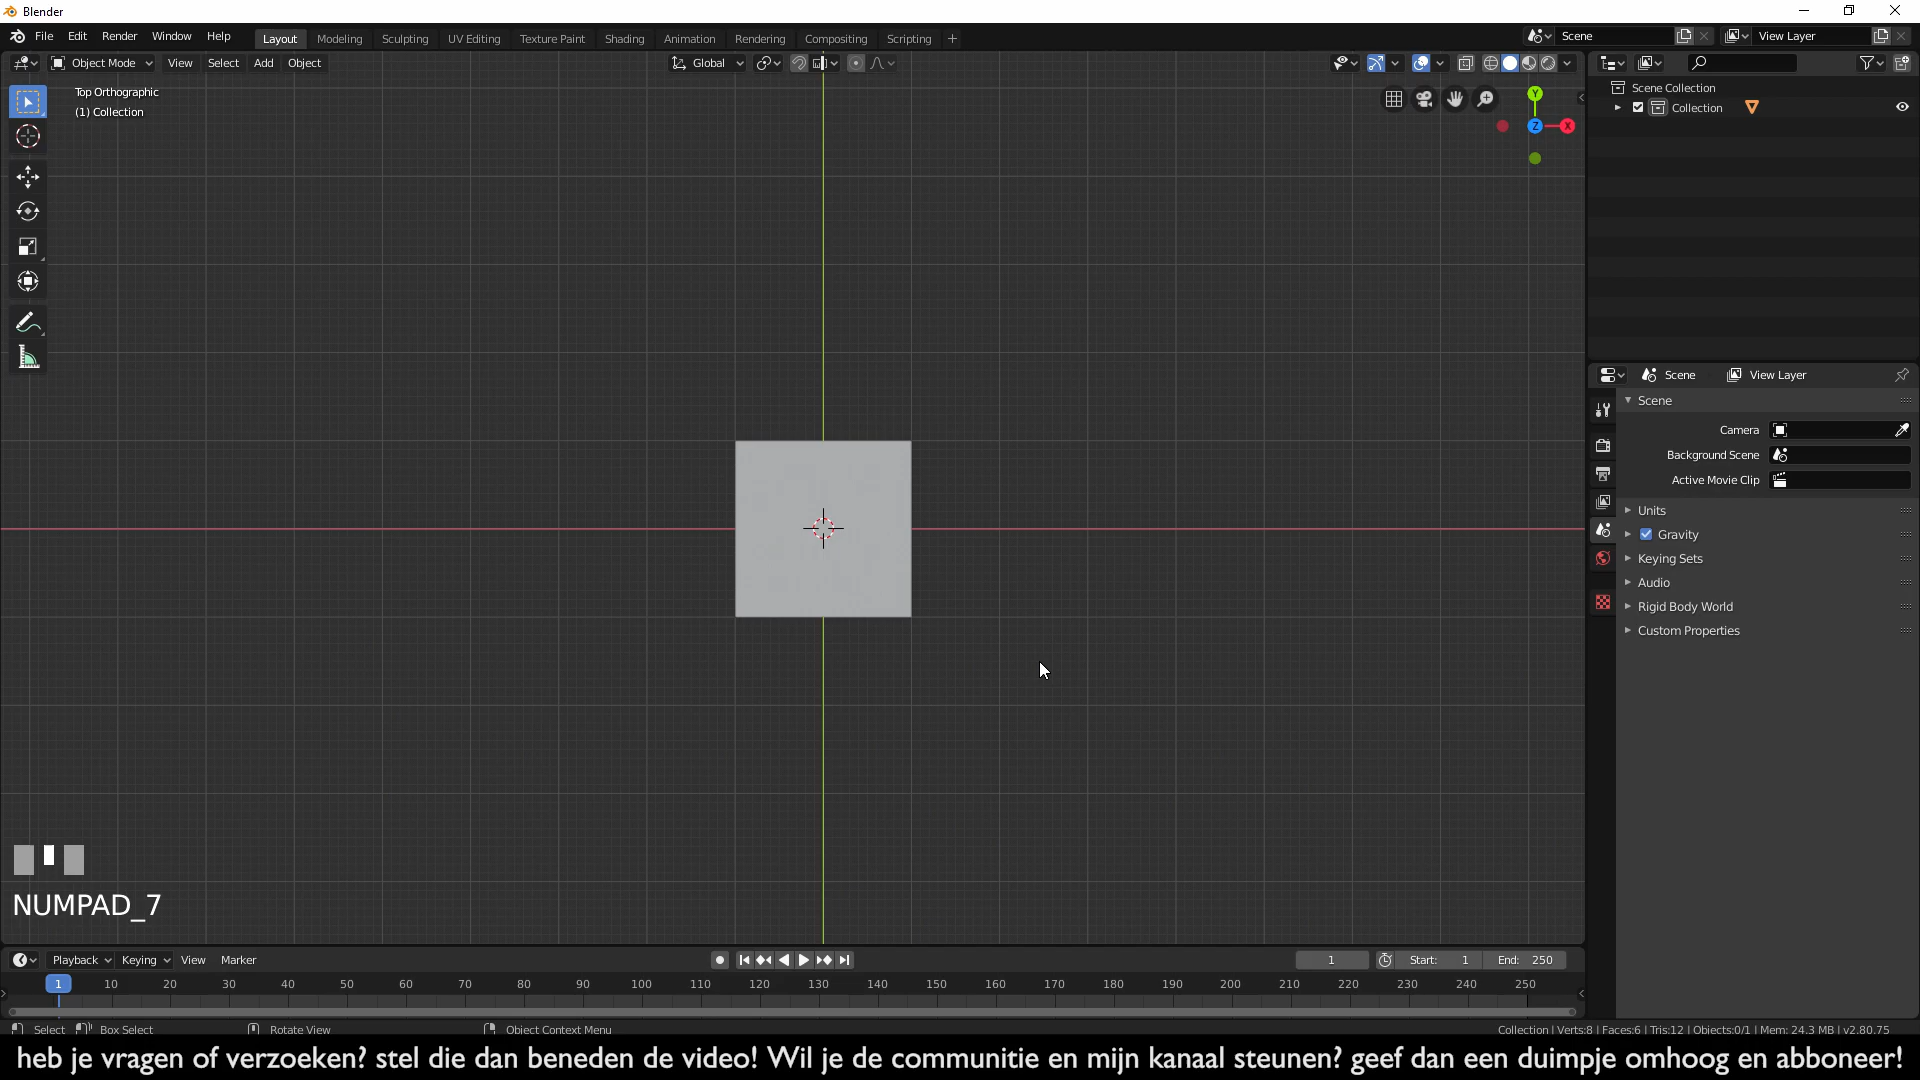 Blender
File Edit Render Window Help Layout Modeling Sculpting UV Editing Texture Paint Shading Animation Rendering Compositing Scripting + Scene View Layer
Object Mode View Select Add Object Global
Top Orthographic
(1) Collection
Y
Z X
Scene Collection
Collection
Scene View Layer
Scene
Camera
Background Scene
Active Movie Clip
Units
Gravity
Keying Sets
Audio
Rigid Body World
Custom Properties
NUMPAD_7
Playback Keying View Marker 1 Start: 1 End: 250
1 10 20 30 40 50 60 70 80 90 100 110 120 130 140 150 160 170 180 190 200 210 220 230 240 250
Select Box Select Rotate View Object Context Menu Collection | Verts:8 | Faces:6 | Tris:12 | Objects:0/1 | Mem: 24.3 MB | v2.80.75
heb je vragen of verzoeken? stel die dan beneden de video! Wil je de communitie en mijn kanaal steunen? geef dan een duimpje omhoog en abboneer!